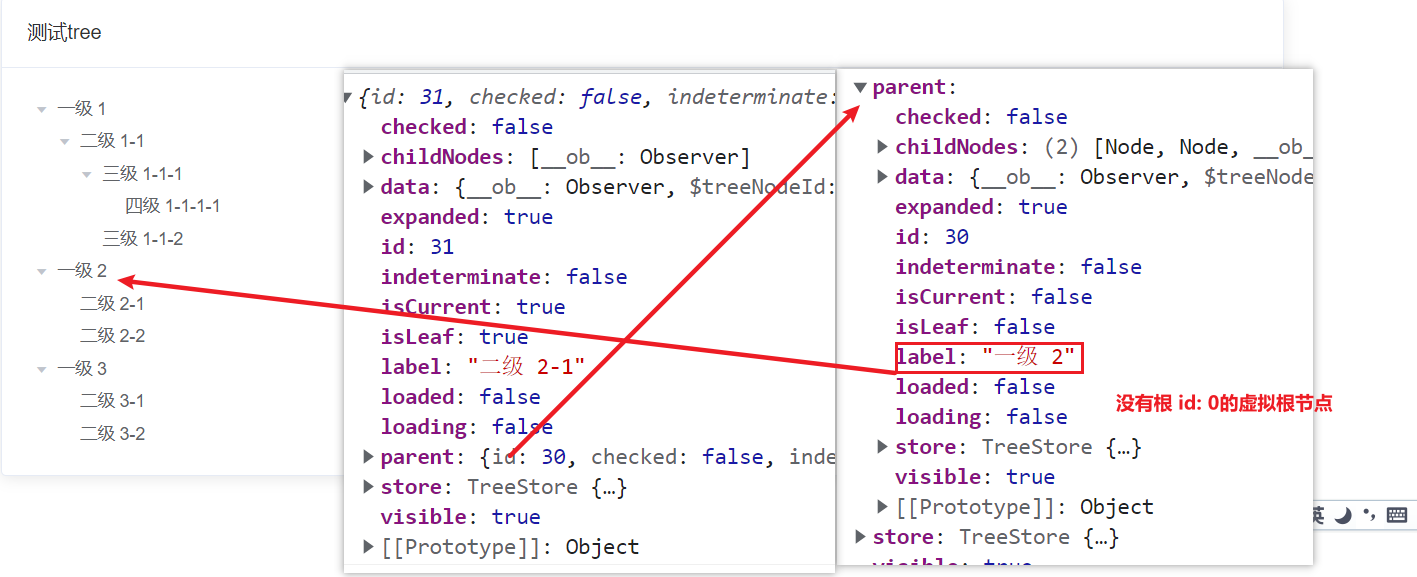 测试tree
一级 1
二级 1-1
三级 1-1-1
四级 1-1-1-1
三级 1-1-2
一级 2
二级 2-1
二级 2-2
一级 3
二级 3-1
二级 3-2
{id: 31, checked: false, indeterminate:
checked: false
childNodes: [__ob__: Observer]
data: {__ob__: Observer, $treeNodeId:
expanded: true
id: 31
indeterminate: false
isCurrent: true
isLeaf: true
label: "二级 2-1"
loaded: false
loading: false
parent: {id: 30, checked: false, inde
store: TreeStore {…}
visible: true
[[Prototype]]: Object
parent:
checked: false
childNodes: (2) [Node, Node, __ob_
data: {__ob__: Observer, $treeNode
expanded: true
id: 30
indeterminate: false
isCurrent: false
isLeaf: false
label: "一级 2"
loaded: false
loading: false
store: TreeStore {…}
visible: true
[[Prototype]]: Object
store: TreeStore {…}
visible: true
没有根 id: 0的虚拟根节点
英